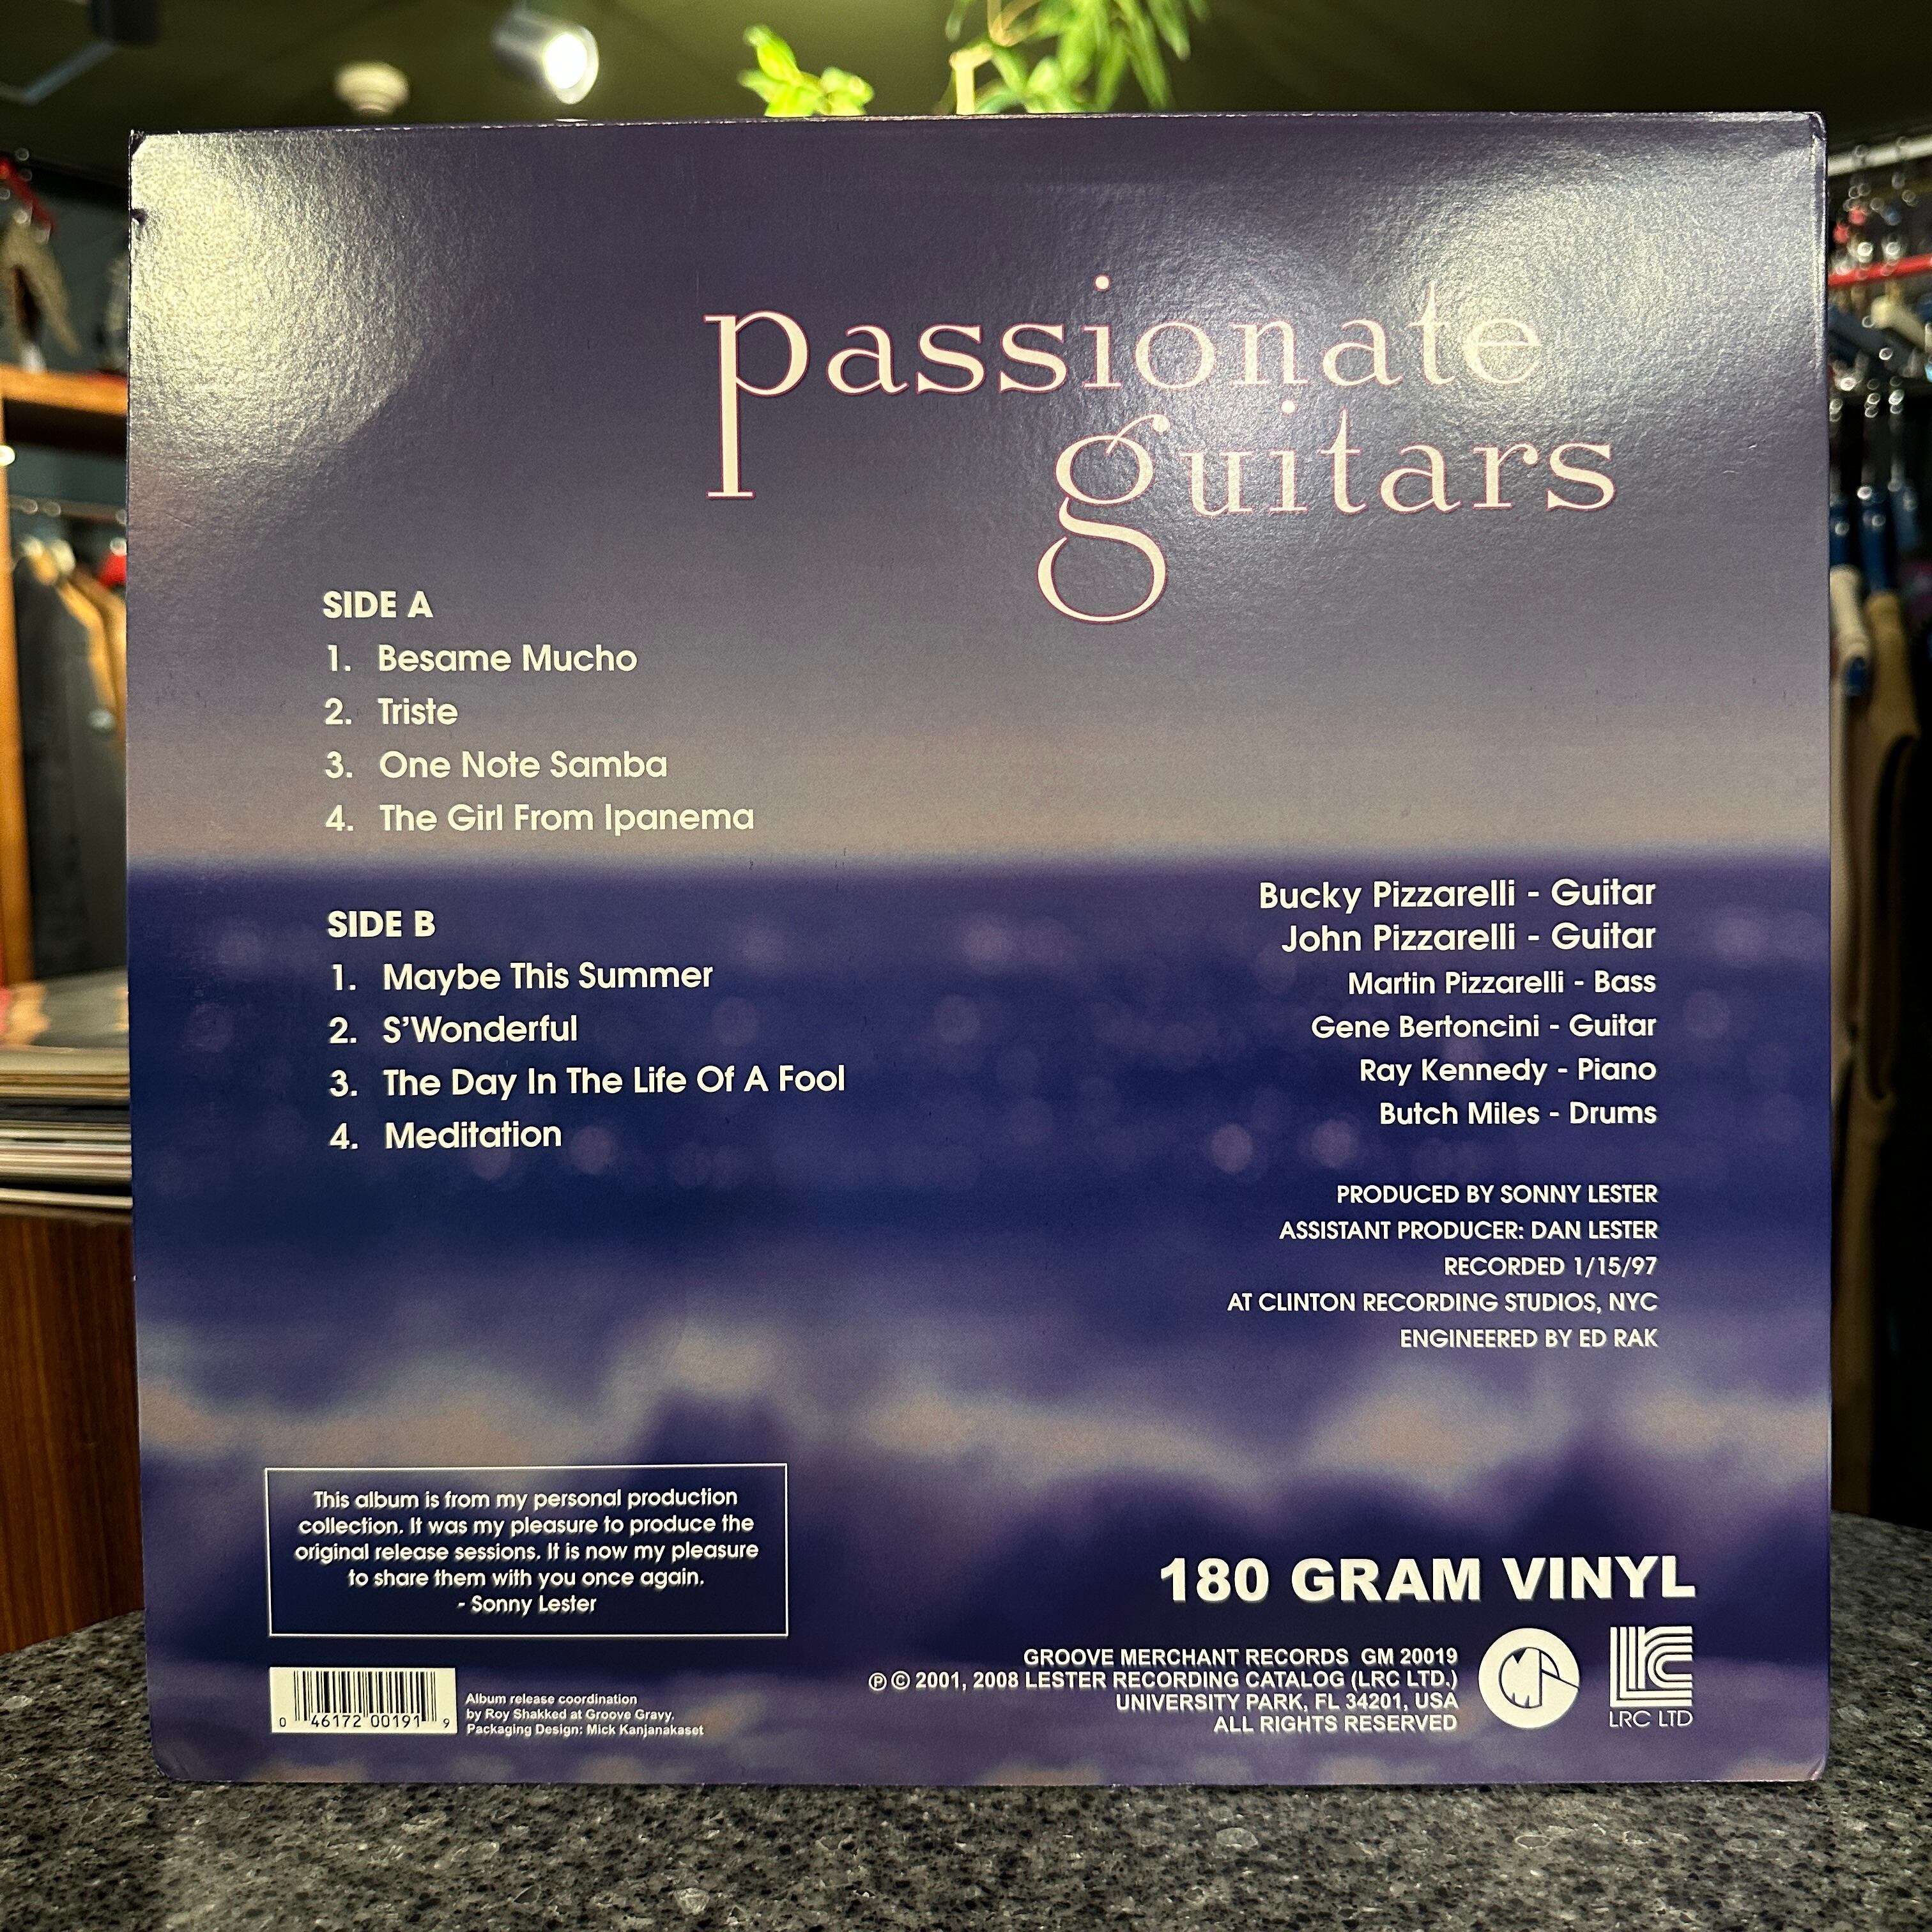 passionate
guitars
SIDE A
1. Besame Mucho
2. Triste
3. One Note Samba
4. The Girl From Ipanema
SIDE B
1. Maybe This Summer
2. S'Wonderful
3. The Day In The Life Of A Fool
4. Meditation
Bucky Pizzarelli - Guitar
John Pizzarelli - Guitar
Martin Pizzarelli - Bass
Gene Bertoncini - Guitar
Ray Kennedy - Piano
Butch Miles - Drums
PRODUCED BY SONNY LESTER
ASSISTANT PRODUCER: DAN LESTER
RECORDED 1/15/97
AT CLINTON RECORDING STUDIOS, NYC
ENGINEERED BY ED RAK
This album is from my personal production
collection. It was my pleasure to produce the
original release sessions. It is now my pleasure
to share them with you once again.
- Sonny Lester
0 46172 00191 9
Album release coordination
by Roy Shakked at Groove Gravy.
Packaging Design: Mick Kanjanakaset
180 GRAM VINYL
GROOVE MERCHANT RECORDS GM 20019
℗ © 2001, 2008 LESTER RECORDING CATALOG (LRC LTD.)
UNIVERSITY PARK, FL 34201, USA
ALL RIGHTS RESERVED
LRC
LRC LTD